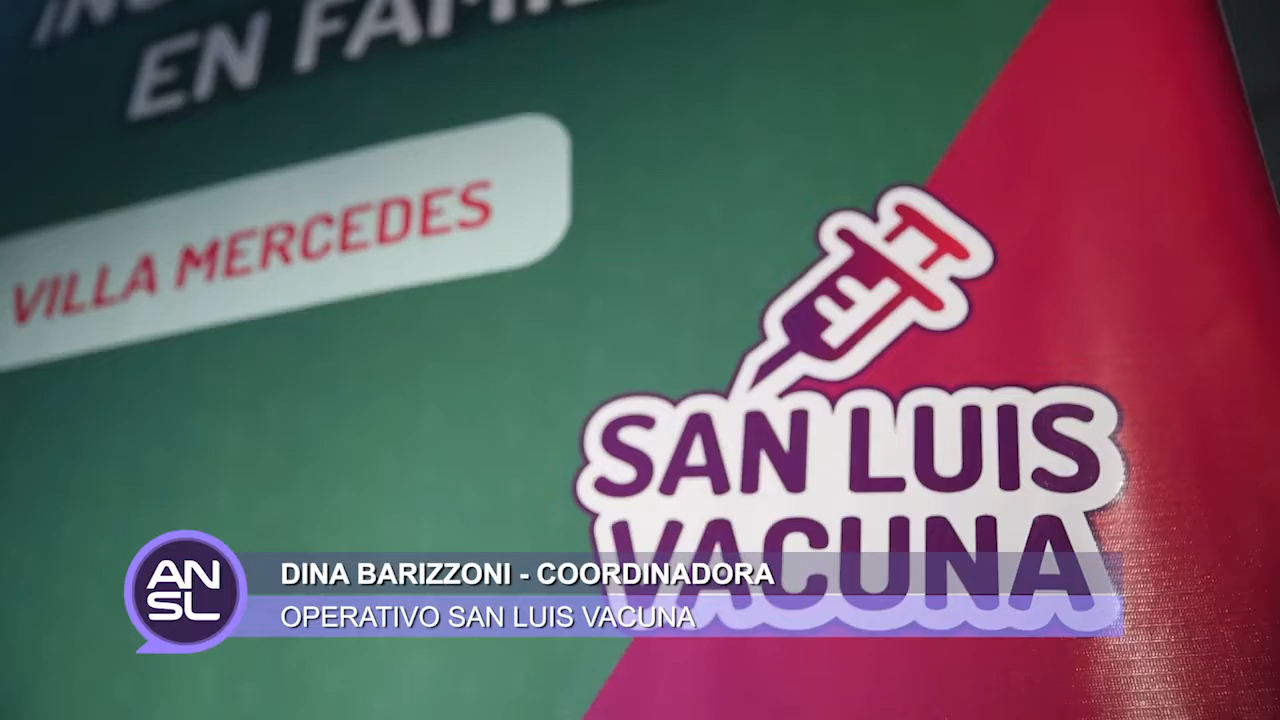 EN FAMI
VILLA MERCEDES
SAN LUIS
VACUNA
AN
SL
DINA BARIZZONI - COORDINADORA
OPERATIVO SAN LUIS VACUNA